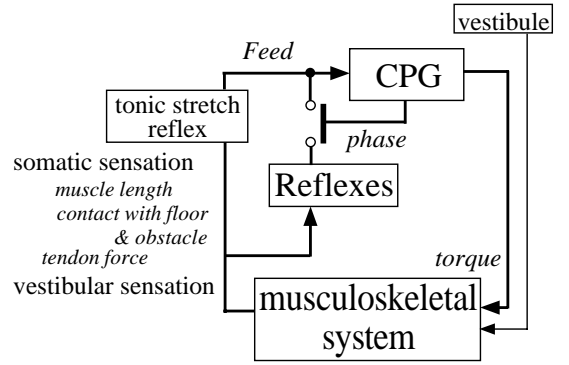 vestibule
Feed
CPG
tonic stretch
reflex
phase
somatic sensation
muscle length
contact with floor
& obstacle
tendon force
vestibular sensation
Reflexes
torque
musculoskeletal
system